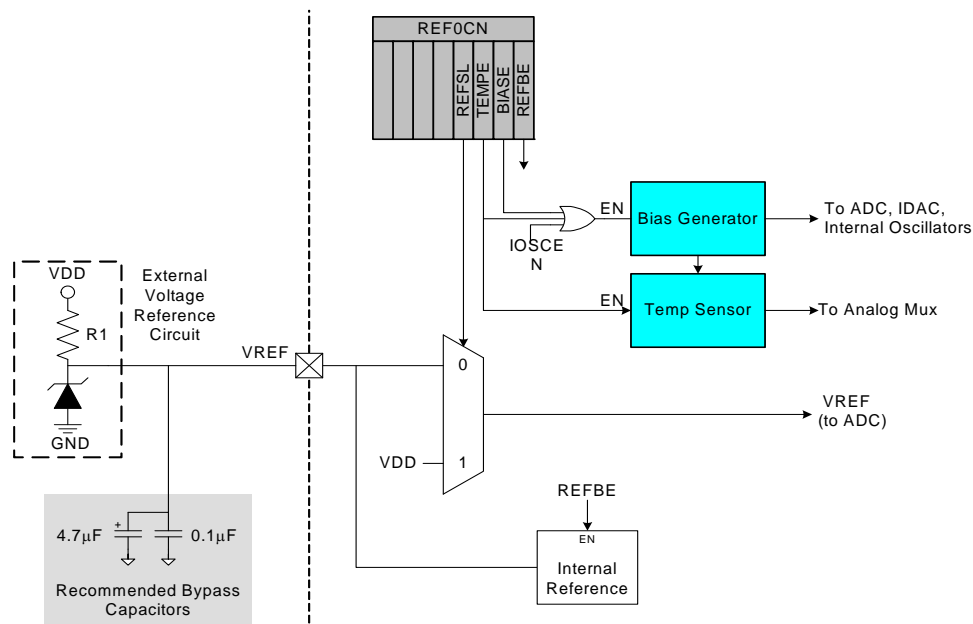 REF0CN
REFSL
TEMPE
BIASE
REFBE
EN
Bias Generator
To ADC, IDAC,
Internal Oscillators
IOSCE
N
VDD
External
Voltage
Reference
Circuit
R1
GND
EN
Temp Sensor
To Analog Mux
VREF
0
VREF
(to ADC)
VDD
1
REFBE
EN
Internal
Reference
+
4.7μF
0.1μF
Recommended Bypass
Capacitors